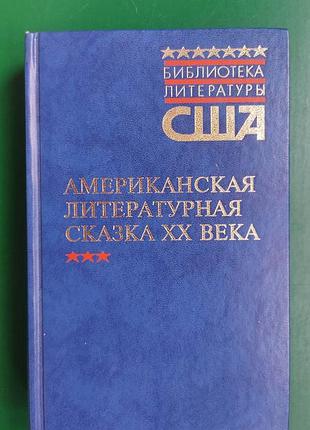 БИБЛИОТЕКА
ЛИТЕРАТУРЫ
США
АМЕРИКАНСКАЯ
ЛИТЕРАТУРНАЯ
СКАЗКА XX ВЕКА